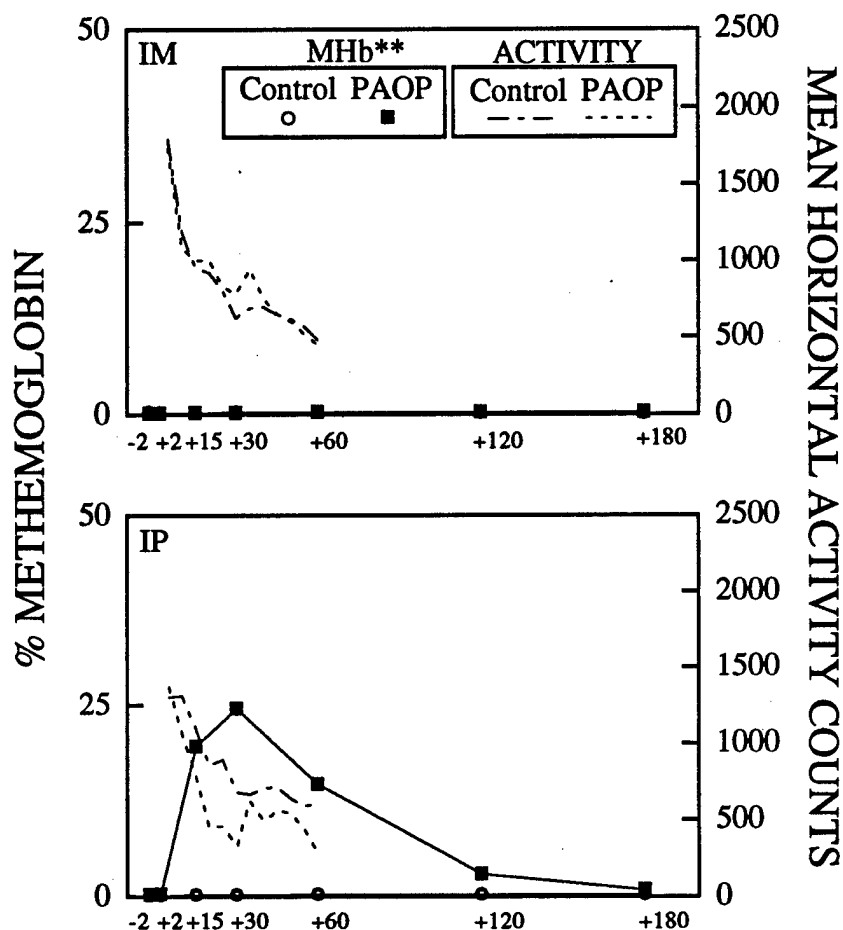 % METHEMOGLOBIN
50
25
0
IM
MHb** ACTIVITY
Control PAOP Control PAOP
2500
2000
1500
1000
500
0
-2 +2 +15 +30 +60 +120 +180
50
25
0
IP
2500
2000
1500
1000
500
0
-2 +2 +15 +30 +60 +120 +180
MEAN HORIZONTAL ACTIVITY COUNTS